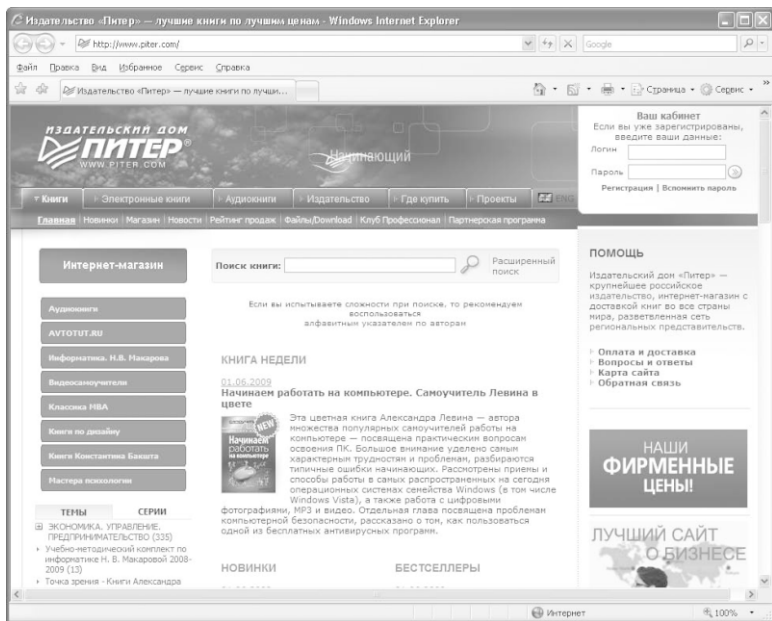 Издательство «Питер» — лучшие книги по лучшим ценам - Windows Internet Explorer
http://www.piter.com/
Google
Файл Правка Вид Избранное Сервис Справка
Издательство «Питер» — лучшие книги по лучши...
Страница Сервис
ИЗДАТЕЛЬСКИЙ ДОМ
ПИТЕР®
WWW.PITER.COM
Начинающий
Ваш кабинет
Если вы уже зарегистрированы,
введите ваши данные:
Логин
Пароль
Регистрация | Вспомнить пароль
Книги Электронные книги Аудиокниги Издательство Где купить Проекты ENG
Главная | Новинки | Магазин | Новости | Рейтинг продаж | Файлы/Download | Клуб Профессионал | Партнерская программа
Интернет-магазин
Аудиокниги
AVTOTUT.RU
Информатика. Н.В. Макарова
Видеосамоучители
Классика MBA
Книги по дизайну
Книги Константина Бакшта
Мастера психологии
ТЕМЫ СЕРИИ
ЭКОНОМИКА. УПРАВЛЕНИЕ.
ПРЕДПРИНИМАТЕЛЬСТВО (335)
Учебно-методический комплект по
информатике Н. В. Макаровой 2008-
2009 (13)
Точка зрения - Книги Александра
Поиск книги:
Расширенный
поиск
Если вы испытываете сложности при поиске, то рекомендуем
воспользоваться
алфавитным указателем по авторам
КНИГА НЕДЕЛИ
01.06.2009
Начинаем работать на компьютере. Самоучитель Левина в
цвете
NEW
Начинаем
работать
на компьютере
Эта цветная книга Александра Левина — автора
множества популярных самоучителей работы на
компьютере — посвящена практическим вопросам
освоения ПК. Большое внимание уделено самым
характерным трудностям и проблемам, разбираются
типичные ошибки начинающих. Рассмотрены приемы и
способы работы в самых распространенных на сегодня
операционных системах семейства Windows (в том числе
Windows Vista), а также работа с цифровыми
фотографиями, MP3 и видео. Отдельная глава посвящена проблемам
компьютерной безопасности, рассказано о том, как пользоваться
одной из бесплатных антивирусных программ.
НОВИНКИ БЕСТСЕЛЛЕРЫ
ПОМОЩЬ
Издательский дом «Питер» —
крупнейшее российское
издательство, интернет-магазин с
доставкой книг во все страны
мира, разветвленная сеть
региональных представительств.
Оплата и доставка
Вопросы и ответы
Карта сайта
Обратная связь
НАШИ
ФИРМЕННЫЕ
ЦЕНЫ!
ЛУЧШИЙ САЙТ
О БИЗНЕСЕ
Интернет
100%